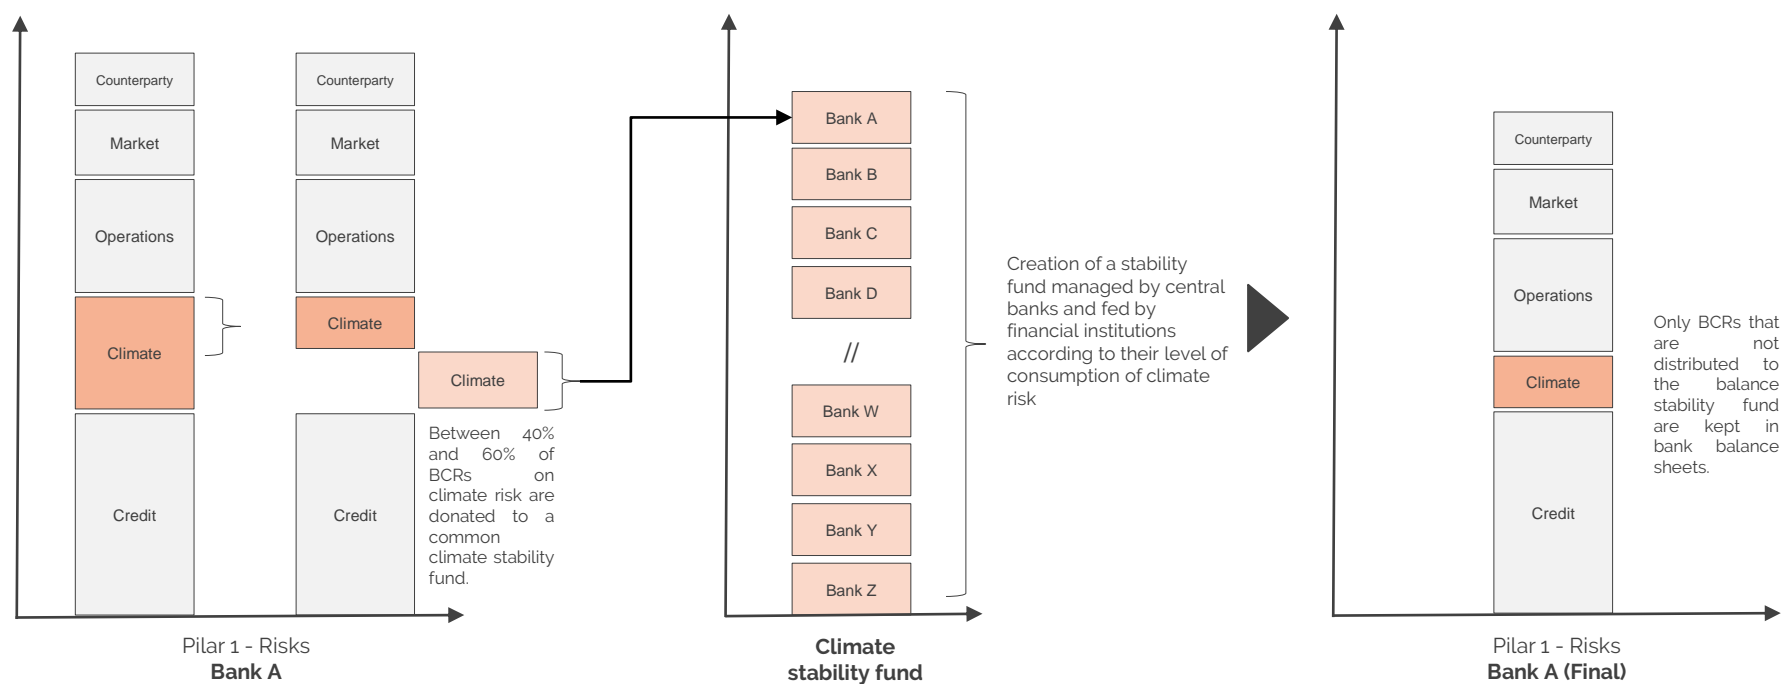 Counterparty
Market
Operations
Climate
Credit
Counterparty
Market
Operations
Climate
Credit
Climate
Between 40%
and 60% of
BCRs on
climate risk are
donated to a
common
climate stability
fund.
Pilar 1 - Risks
Bank A
Bank A
Bank B
Bank C
Bank D
//
Bank W
Bank X
Bank Y
Bank Z
Climate
stability fund
Creation of a stability
fund managed by central
banks and fed by
financial institutions
according to their level of
consumption of climate
risk
Counterparty
Market
Operations
Climate
Credit
Only BCRs that
are not
distributed to
the balance
stability fund
are kept in
bank balance
sheets.
Pilar 1 - Risks
Bank A (Final)